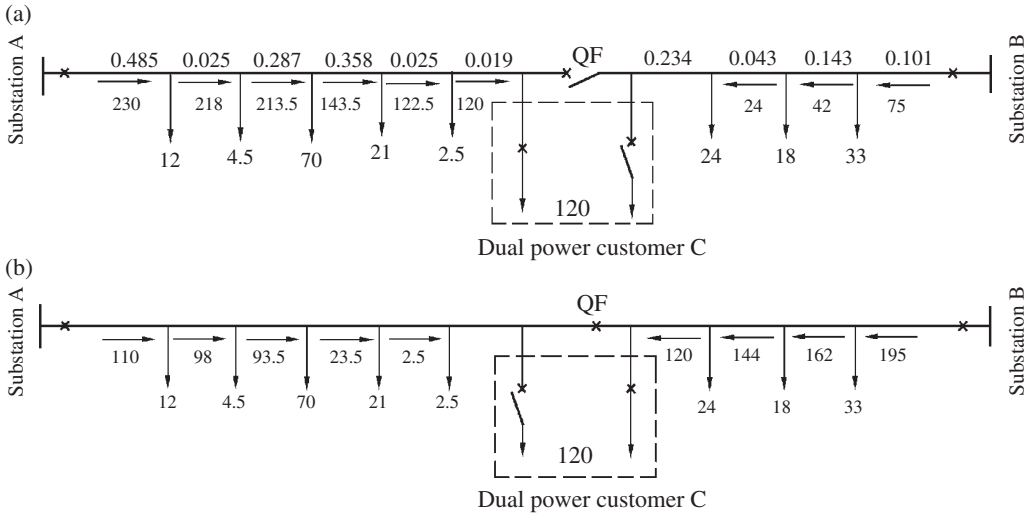 (a)
Substation A
0.485 0.025 0.287 0.358 0.025 0.019 QF 0.234 0.043 0.143 0.101
Substation B
230 218 213.5 143.5 122.5 120 24 42 75
12 4.5 70 21 2.5 24 18 33
120
Dual power customer C
(b)
Substation A
QF
Substation B
110 98 93.5 23.5 2.5 120 144 162 195
12 4.5 70 21 2.5 24 18 33
120
Dual power customer C